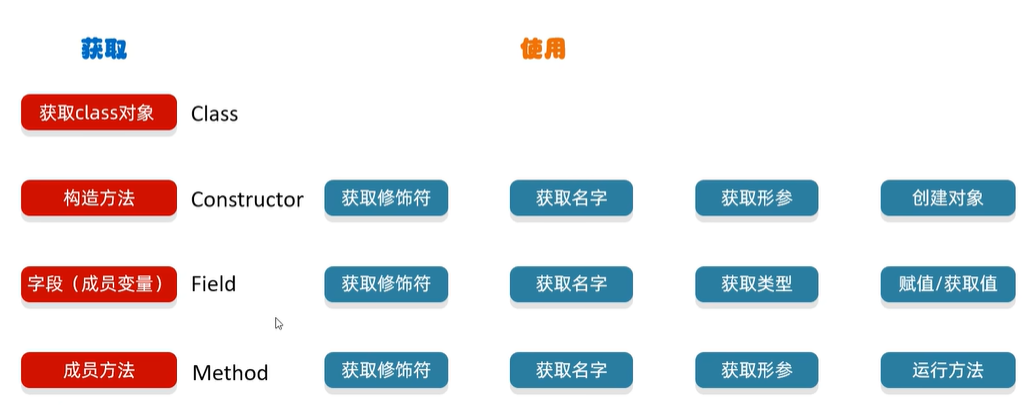 获取 使用
获取class对象 Class
构造方法 Constructor 获取修饰符 获取名字 获取形参 创建对象
字段（成员变量） Field 获取修饰符 获取名字 获取类型 赋值/获取值
成员方法 Method 获取修饰符 获取名字 获取形参 运行方法